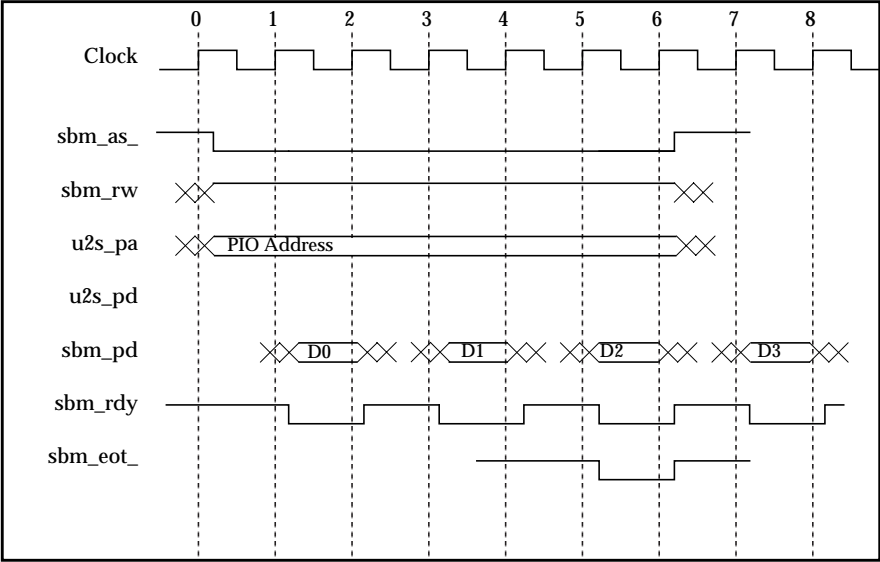 0 1 2 3 4 5 6 7 8
Clock
sbm_as_
sbm_rw
u2s_pa PIO Address
u2s_pd
sbm_pd D0 D1 D2 D3
sbm_rdy
sbm_eot_